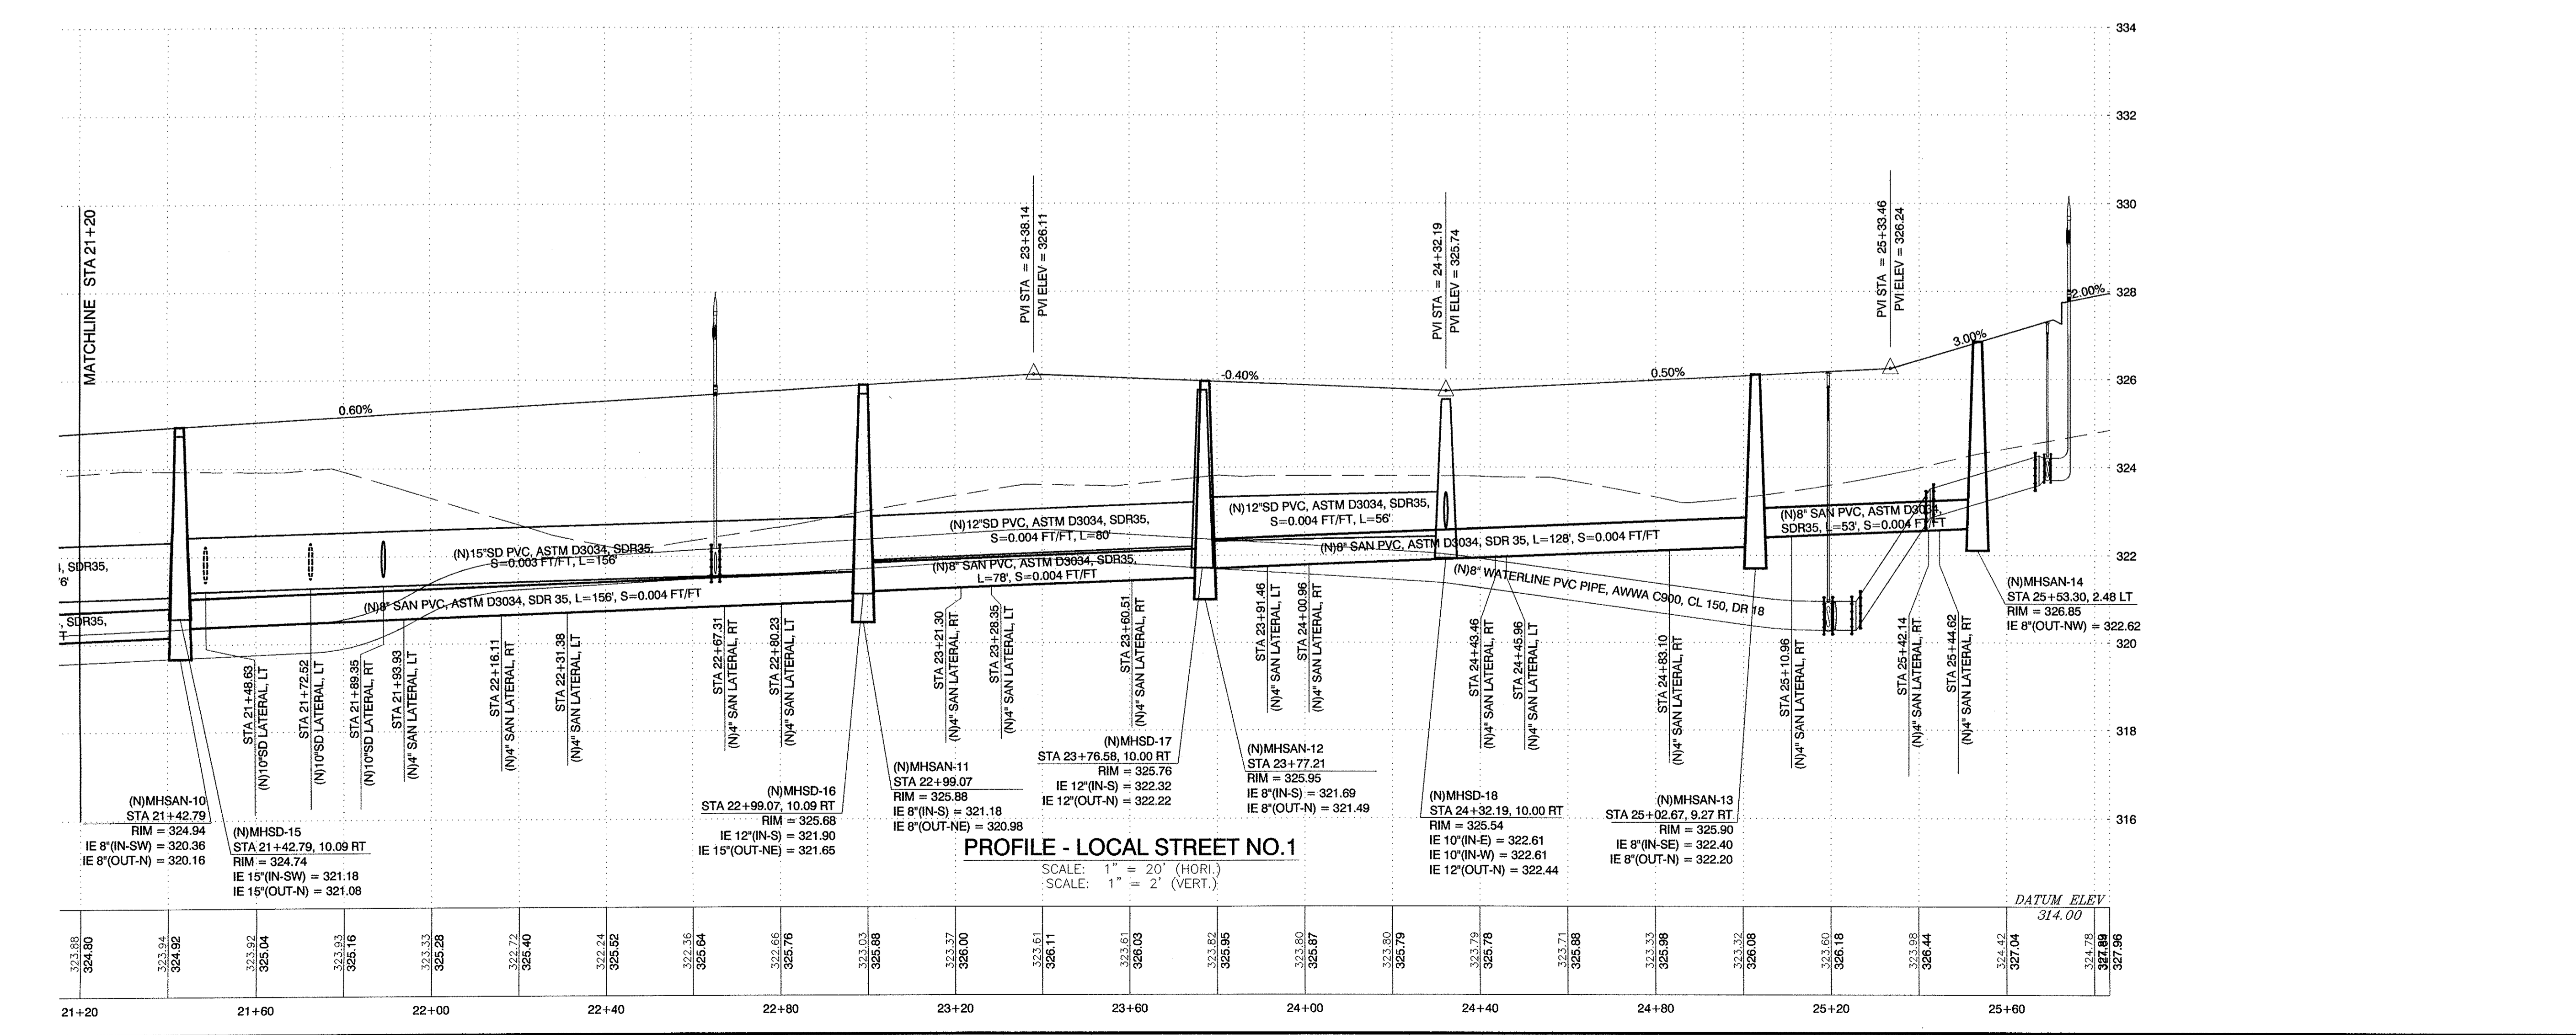 334
332
330
328
326
324
322
320
318
316
MATCHLINE STA 21+20
0.60%
PVI STA = 23+38.14
PVI ELEV = 326.11
-0.40%
PVI STA = 24+32.19
PVI ELEV = 325.74
0.50%
PVI STA = 25+33.46
PVI ELEV = 326.24
3.00%
2.00%
, SDR35,
'6'
, SDR35,
(N)15"SD PVC, ASTM D3034, SDR35,
S=0.003 FT/FT, L=156'
(N)8" SAN PVC, ASTM D3034, SDR 35, L=156', S=0.004 FT/FT
(N)12"SD PVC, ASTM D3034, SDR35,
S=0.004 FT/FT, L=80'
(N)8" SAN PVC, ASTM D3034, SDR35,
L=78', S=0.004 FT/FT
(N)12"SD PVC, ASTM D3034, SDR35,
S=0.004 FT/FT, L=56'
(N)8" SAN PVC, ASTM D3034, SDR 35, L=128', S=0.004 FT/FT
(N)8" WATERLINE PVC PIPE, AWWA C900, CL 150, DR 18
(N)8" SAN PVC, ASTM D3034,
SDR35, L=53', S=0.004 FT/FT
STA 21+48.63
(N)10"SD LATERAL, LT
STA 21+72.52
(N)10"SD LATERAL, LT
STA 21+89.35
(N)10"SD LATERAL, RT
STA 21+93.93
(N)4" SAN LATERAL, LT
STA 22+16.11
(N)4" SAN LATERAL, RT
STA 22+31.38
(N)4" SAN LATERAL, LT
STA 22+67.31
(N)4" SAN LATERAL, RT
STA 22+80.23
(N)4" SAN LATERAL, LT
STA 23+21.30
(N)4" SAN LATERAL, RT
STA 23+28.35
(N)4" SAN LATERAL, LT
STA 23+60.51
(N)4" SAN LATERAL, RT
STA 23+91.46
(N)4" SAN LATERAL, LT
STA 24+00.96
(N)4" SAN LATERAL, RT
STA 24+43.46
(N)4" SAN LATERAL, RT
STA 24+45.96
(N)4" SAN LATERAL, LT
STA 24+83.10
(N)4" SAN LATERAL, RT
STA 25+10.96
(N)4" SAN LATERAL, RT
STA 25+42.14
(N)4" SAN LATERAL, RT
STA 25+44.62
(N)4" SAN LATERAL, RT
(N)MHSAN-10
STA 21+42.79
RIM = 324.94
IE 8"(IN-SW) = 320.36
IE 8"(OUT-N) = 320.16
(N)MHSD-15
STA 21+42.79, 10.09 RT
RIM = 324.74
IE 15"(IN-SW) = 321.18
IE 15"(OUT-N) = 321.08
(N)MHSD-16
STA 22+99.07, 10.09 RT
RIM = 325.68
IE 12"(IN-S) = 321.90
IE 15"(OUT-NE) = 321.65
(N)MHSAN-11
STA 22+99.07
RIM = 325.88
IE 8"(IN-S) = 321.18
IE 8"(OUT-NE) = 320.98
(N)MHSD-17
STA 23+76.58, 10.00 RT
RIM = 325.76
IE 12"(IN-S) = 322.32
IE 12"(OUT-N) = 322.22
(N)MHSAN-12
STA 23+77.21
RIM = 325.95
IE 8"(IN-S) = 321.69
IE 8"(OUT-N) = 321.49
(N)MHSD-18
STA 24+32.19, 10.00 RT
RIM = 325.54
IE 10"(IN-E) = 322.61
IE 10"(IN-W) = 322.61
IE 12"(OUT-N) = 322.44
(N)MHSAN-13
STA 25+02.67, 9.27 RT
RIM = 325.90
IE 8"(IN-SE) = 322.40
IE 8"(OUT-N) = 322.20
(N)MHSAN-14
STA 25+53.30, 2.48 LT
RIM = 326.85
IE 8"(OUT-NW) = 322.62
PROFILE - LOCAL STREET NO.1
SCALE: 1" = 20' (HORI.)
SCALE: 1" = 2' (VERT.)
DATUM ELEV
314.00
323.88
324.80
323.94
324.92
323.92
325.04
323.93
325.16
323.33
325.28
322.72
325.40
322.24
325.52
322.36
325.64
322.66
325.76
323.03
325.88
323.37
326.00
323.61
326.11
323.61
326.03
323.82
325.95
323.80
325.87
323.80
325.79
323.79
325.78
323.71
325.88
323.33
325.98
323.32
326.08
323.60
326.18
323.98
326.44
324.42
327.04
324.78
327.96
21+20
21+60
22+00
22+40
22+80
23+20
23+60
24+00
24+40
24+80
25+20
25+60